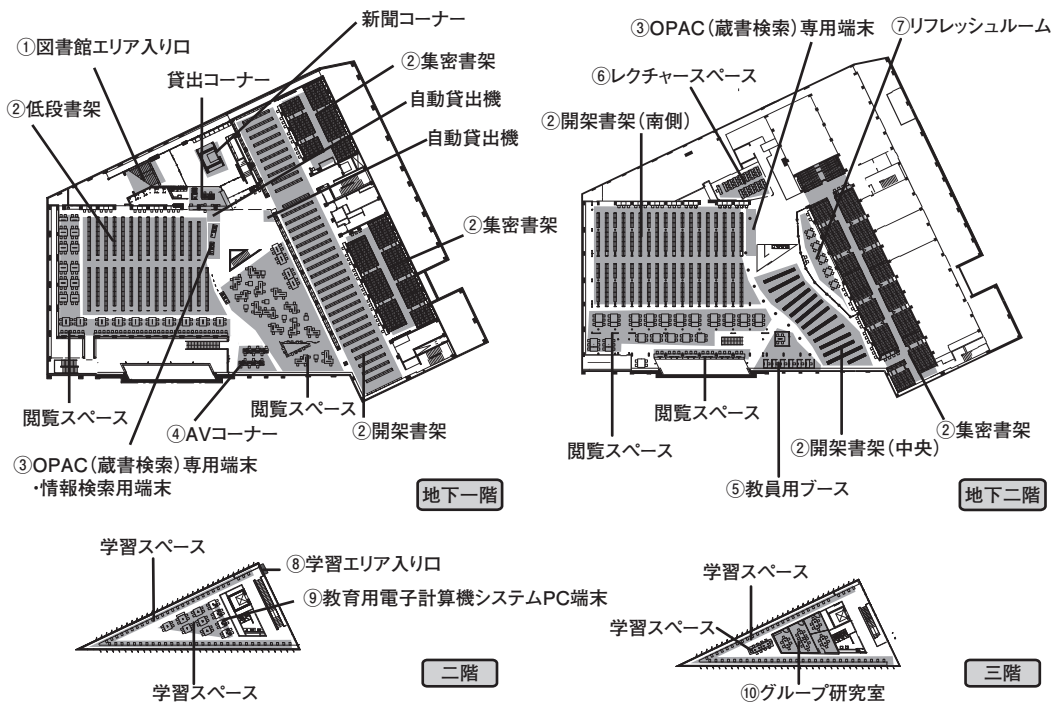 新聞コーナー
①図書館エリア入り口
貸出コーナー
②集密書架
②低段書架
自動貸出機
自動貸出機
②集密書架
閲覧スペース
④AVコーナー
閲覧スペース
②開架書架
③OPAC(蔵書検索)専用端末
・情報検索用端末
地下一階
③OPAC(蔵書検索)専用端末
⑦リフレッシュルーム
⑥レクチャースペース
②開架書架(南側)
閲覧スペース
閲覧スペース
②開架書架(中央)
②集密書架
⑤教員用ブース
地下二階
学習スペース
⑧学習エリア入り口
⑨教育用電子計算機システムPC端末
学習スペース
二階
学習スペース
学習スペース
⑩グループ研究室
三階